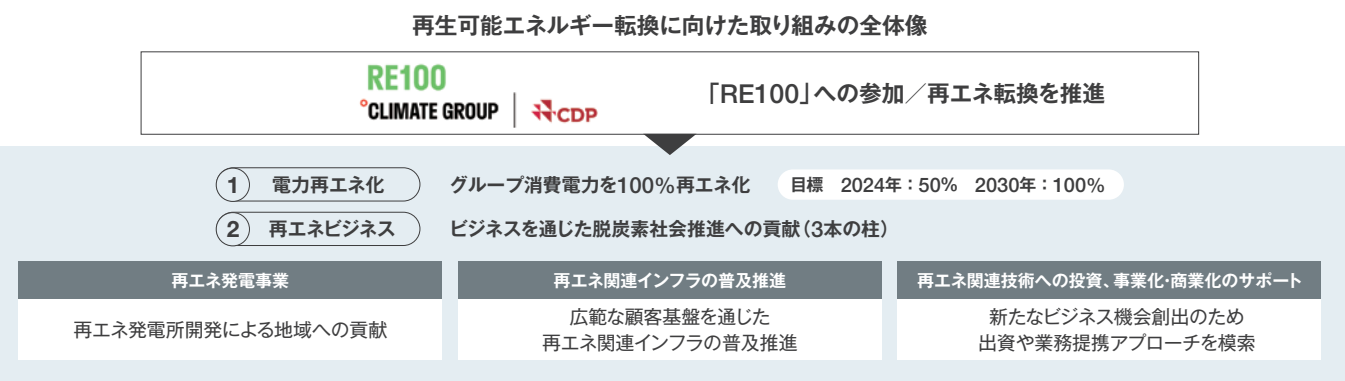 再生可能エネルギー転換に向けた取り組みの全体像
RE100
°CLIMATE GROUP
CDP
「RE100」への参加／再エネ転換を推進
1 電力再エネ化 グループ消費電力を100％再エネ化 目標 2024年：50% 2030年：100%
2 再エネビジネス ビジネスを通じた脱炭素社会推進への貢献（3本の柱）
再エネ発電事業
再エネ発電所開発による地域への貢献
再エネ関連インフラの普及推進
広範な顧客基盤を通じた
再エネ関連インフラの普及推進
再エネ関連技術への投資、事業化・商業化のサポート
新たなビジネス機会創出のため
出資や業務提携アプローチを模索